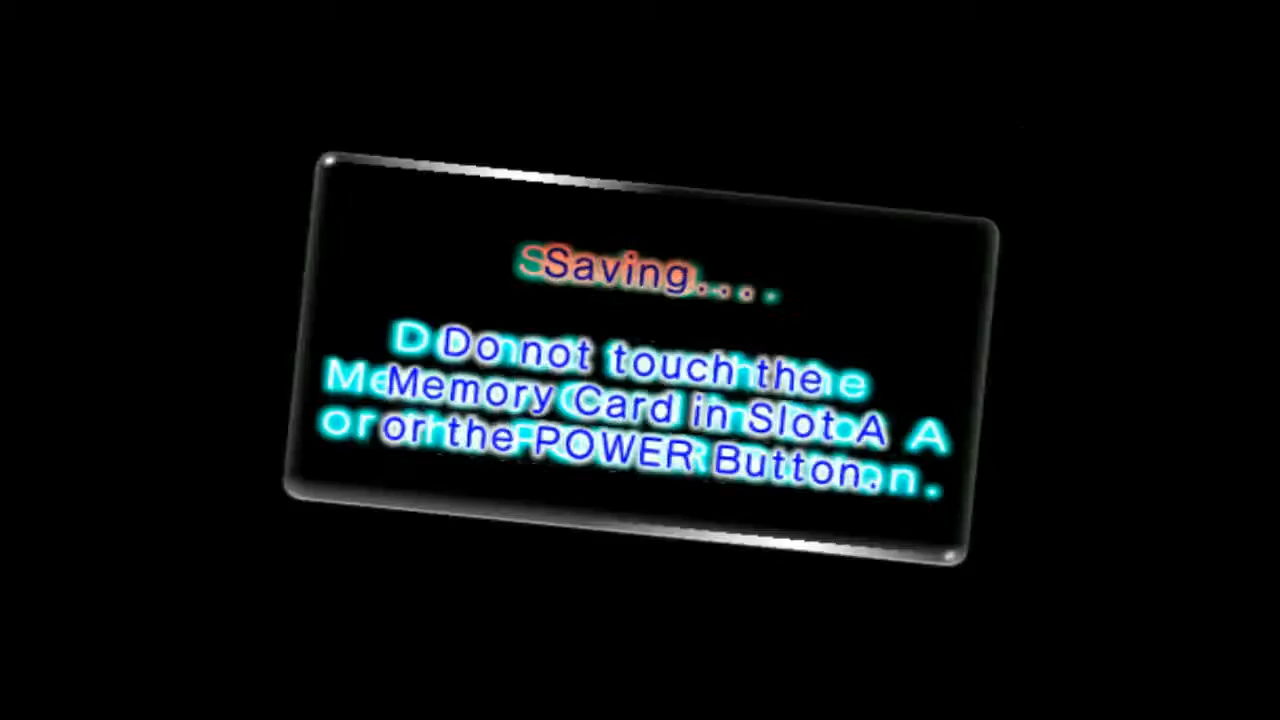 Saving....
Do not touch the
Memory Card in Slot A
or the POWER Button.